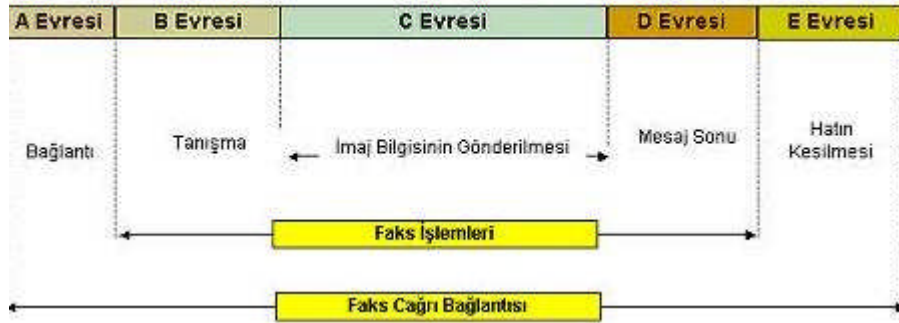 A Evresi B Evresi C Evresi D Evresi E Evresi
Bağlantı Tanışma İmaj Bilgisinin Gönderilmesi Mesaj Sonu Hatın
Kesilmesi
Faks İşlemleri
Faks Cağrı Bağlantısı